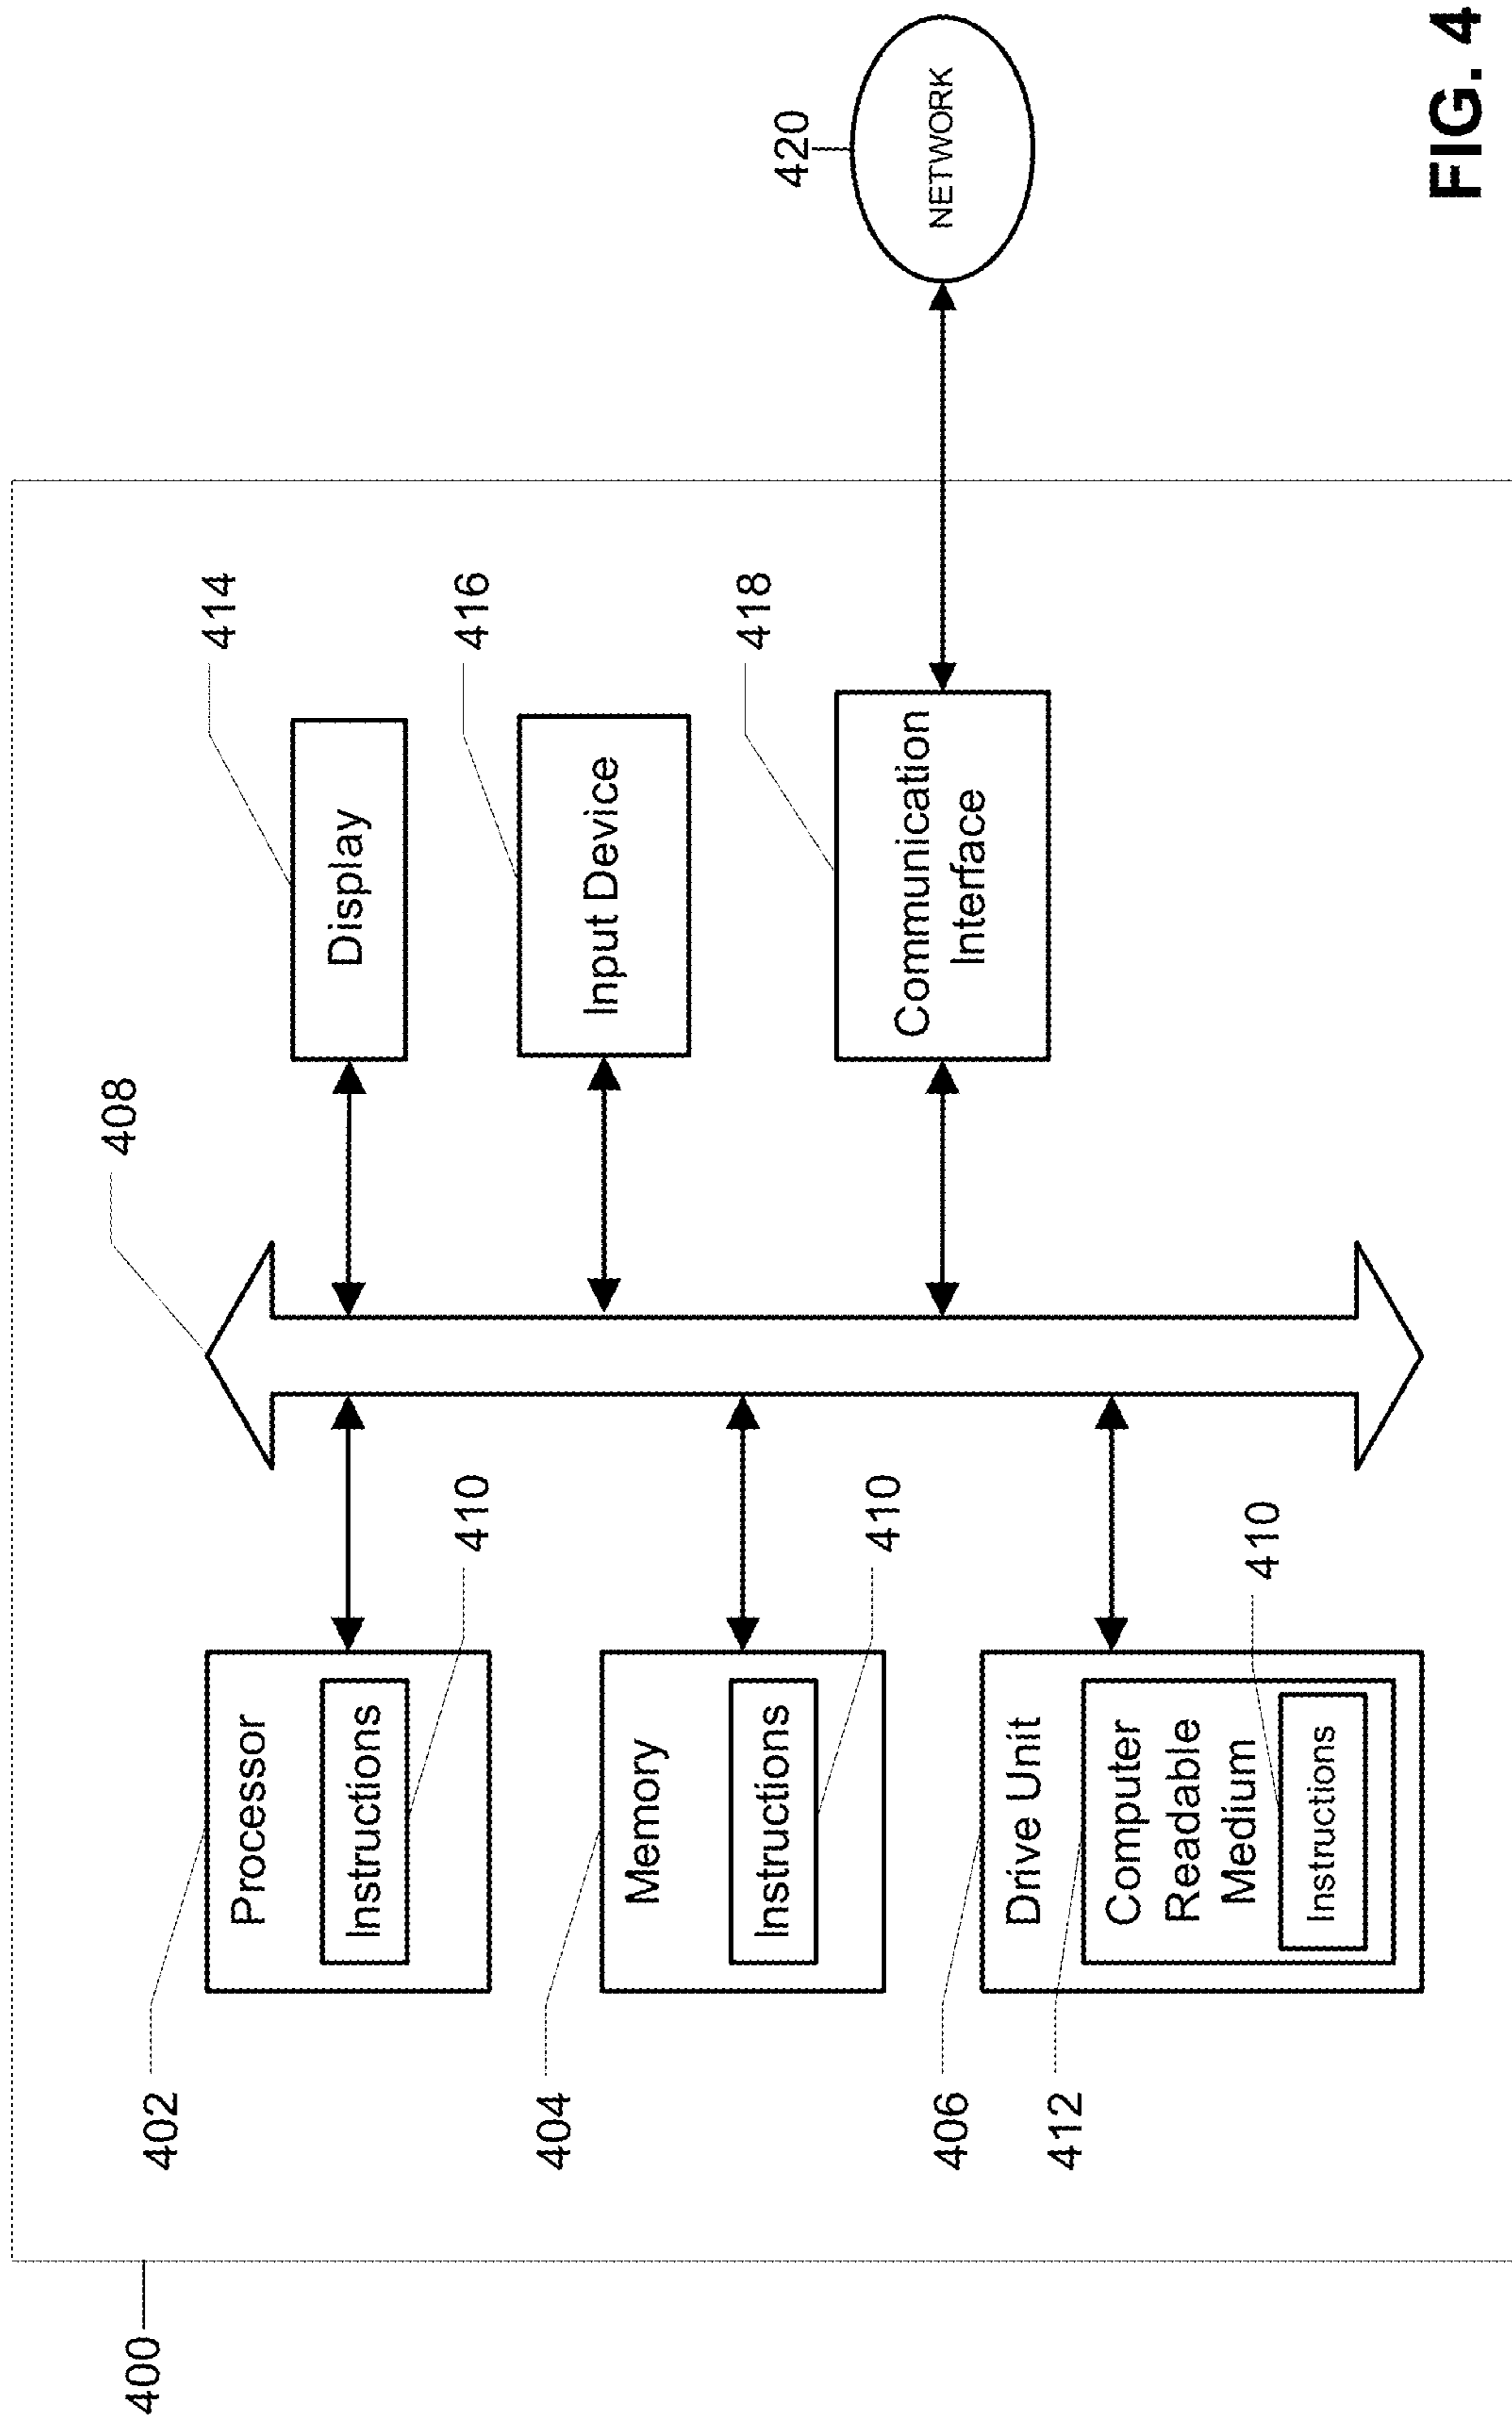 400
408
402
Processor
Instructions
410
404
Memory
Instructions
410
406
412
Drive Unit
Computer
Readable
Medium
Instructions
410
414
Display
416
Input Device
418
Communication
Interface
420
NETWORK
FIG. 4